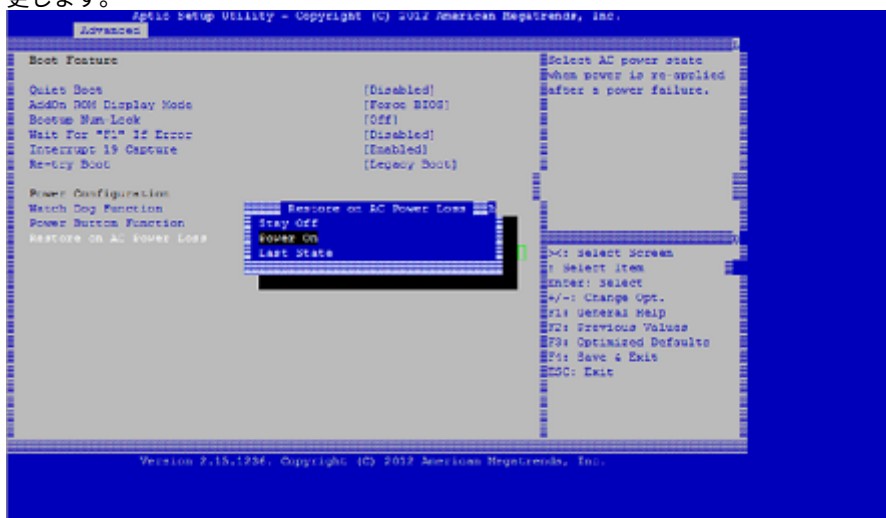 更します。
Aptio Setup Utility - Copyright (C) 2012 American Megatrends, Inc.
Advanced
Boot Feature
Quiet Boot [Disabled]
AddOn ROM Display Mode [Force BIOS]
Bootup Num-Lock [Off]
Wait For "F1" If Error [Disabled]
Interrupt 19 Capture [Enabled]
Re-try Boot [Legacy Boot]
Power Configuration
Watch Dog Function
Power Button Function
Restore on AC Power Loss
Restore on AC Power Loss
Stay Off
Power On
Last State
Select AC power state
when power is re-applied
after a power failure.
><: Select Screen
: Select Item
Enter: Select
+/-: Change Opt.
F1: General Help
F2: Previous Values
F3: Optimized Defaults
F4: Save & Exit
ESC: Exit
Version 2.15.1236. Copyright (C) 2012 American Megatrends, Inc.